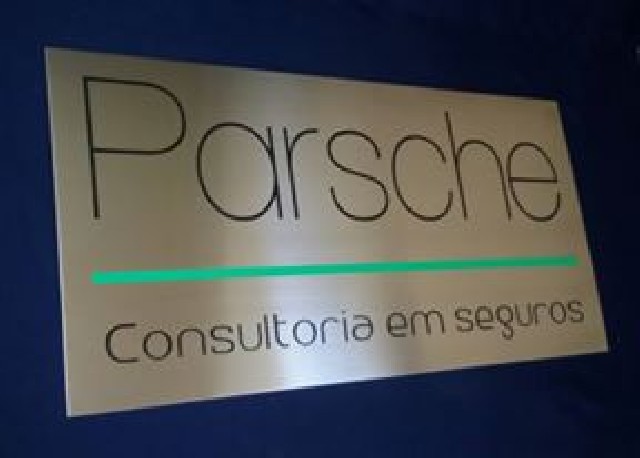 Parsche
Consultoria em seguros